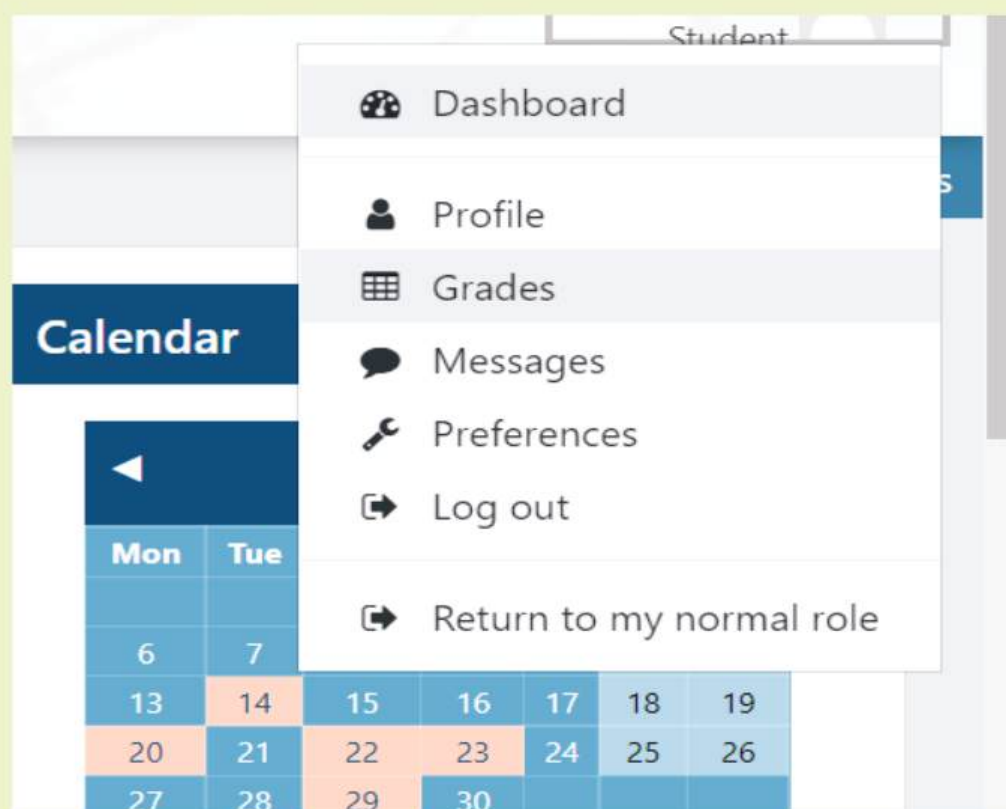 Student
Dashboard
s
Profile
Grades
Calendar
Messages
Preferences
Log out
Mon Tue
Return to my normal role
6 7
13 14 15 16 17 18 19
20 21 22 23 24 25 26
27 28 29 30